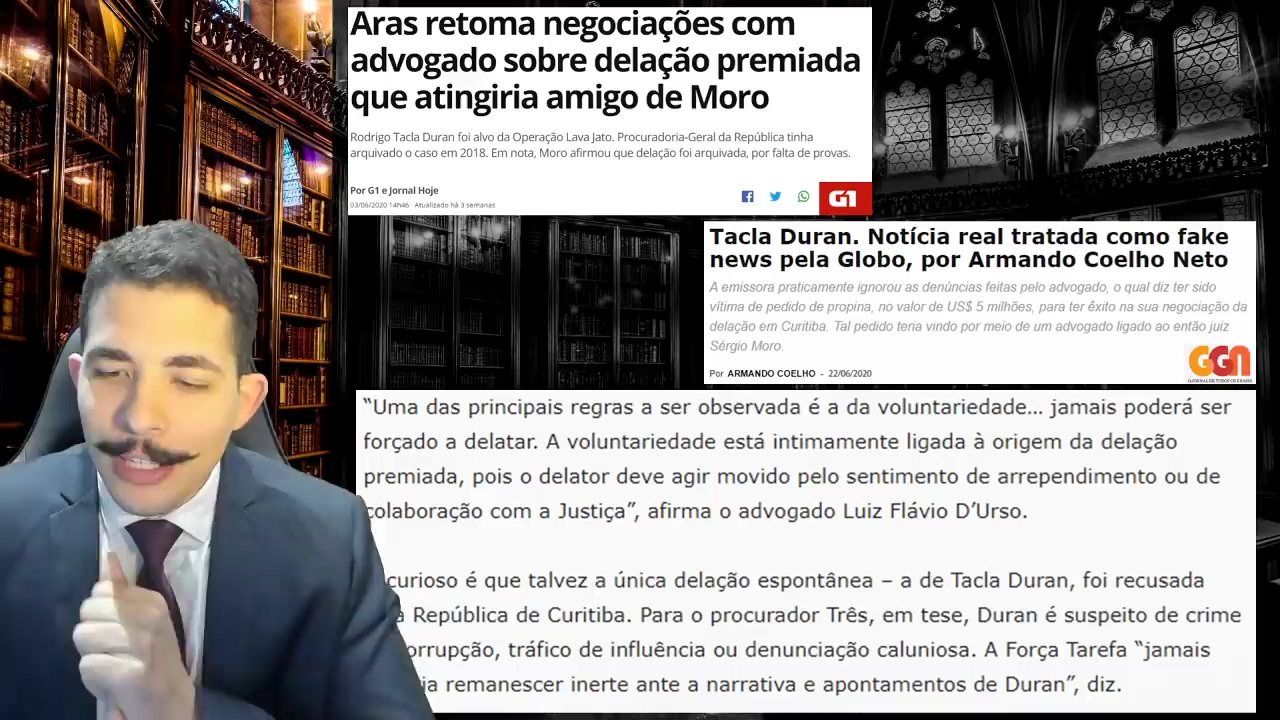 Aras retoma negociações com
advogado sobre delação premiada
que atingiria amigo de Moro
Rodrigo Tacla Duran foi alvo da Operação Lava Jato. Procuradoria-Geral da República tinha
arquivado o caso em 2018. Em nota, Moro afirmou que delação foi arquivada, por falta de provas.
Por G1 e Jornal Hoje
03/06/2020 14h46 · Atualizado há 3 semanas
G1
Tacla Duran. Notícia real tratada como fake
news pela Globo, por Armando Coelho Neto
A emissora praticamente ignorou as denúncias feitas pelo advogado, o qual diz ter sido
vítima de pedido de propina, no valor de US$ 5 milhões, para ter êxito na sua negociação da
delação em Curitiba. Tal pedido teria vindo por meio de um advogado ligado ao então juiz
Sérgio Moro.
Por ARMANDO COELHO - 22/06/2020
GGN
O JORNAL DE TODOS OS BRASIS
“Uma das principais regras a ser observada é a da voluntariedade... jamais poderá ser
forçado a delatar. A voluntariedade está intimamente ligada à origem da delação
premiada, pois o delator deve agir movido pelo sentimento de arrependimento ou de
colaboração com a Justiça”, afirma o advogado Luiz Flávio D’Urso.
curioso é que talvez a única delação espontânea – a de Tacla Duran, foi recusada
a República de Curitiba. Para o procurador Três, em tese, Duran é suspeito de crime
orrupção, tráfico de influência ou denunciação caluniosa. A Força Tarefa “jamais
ia remanescer inerte ante a narrativa e apontamentos de Duran”, diz.